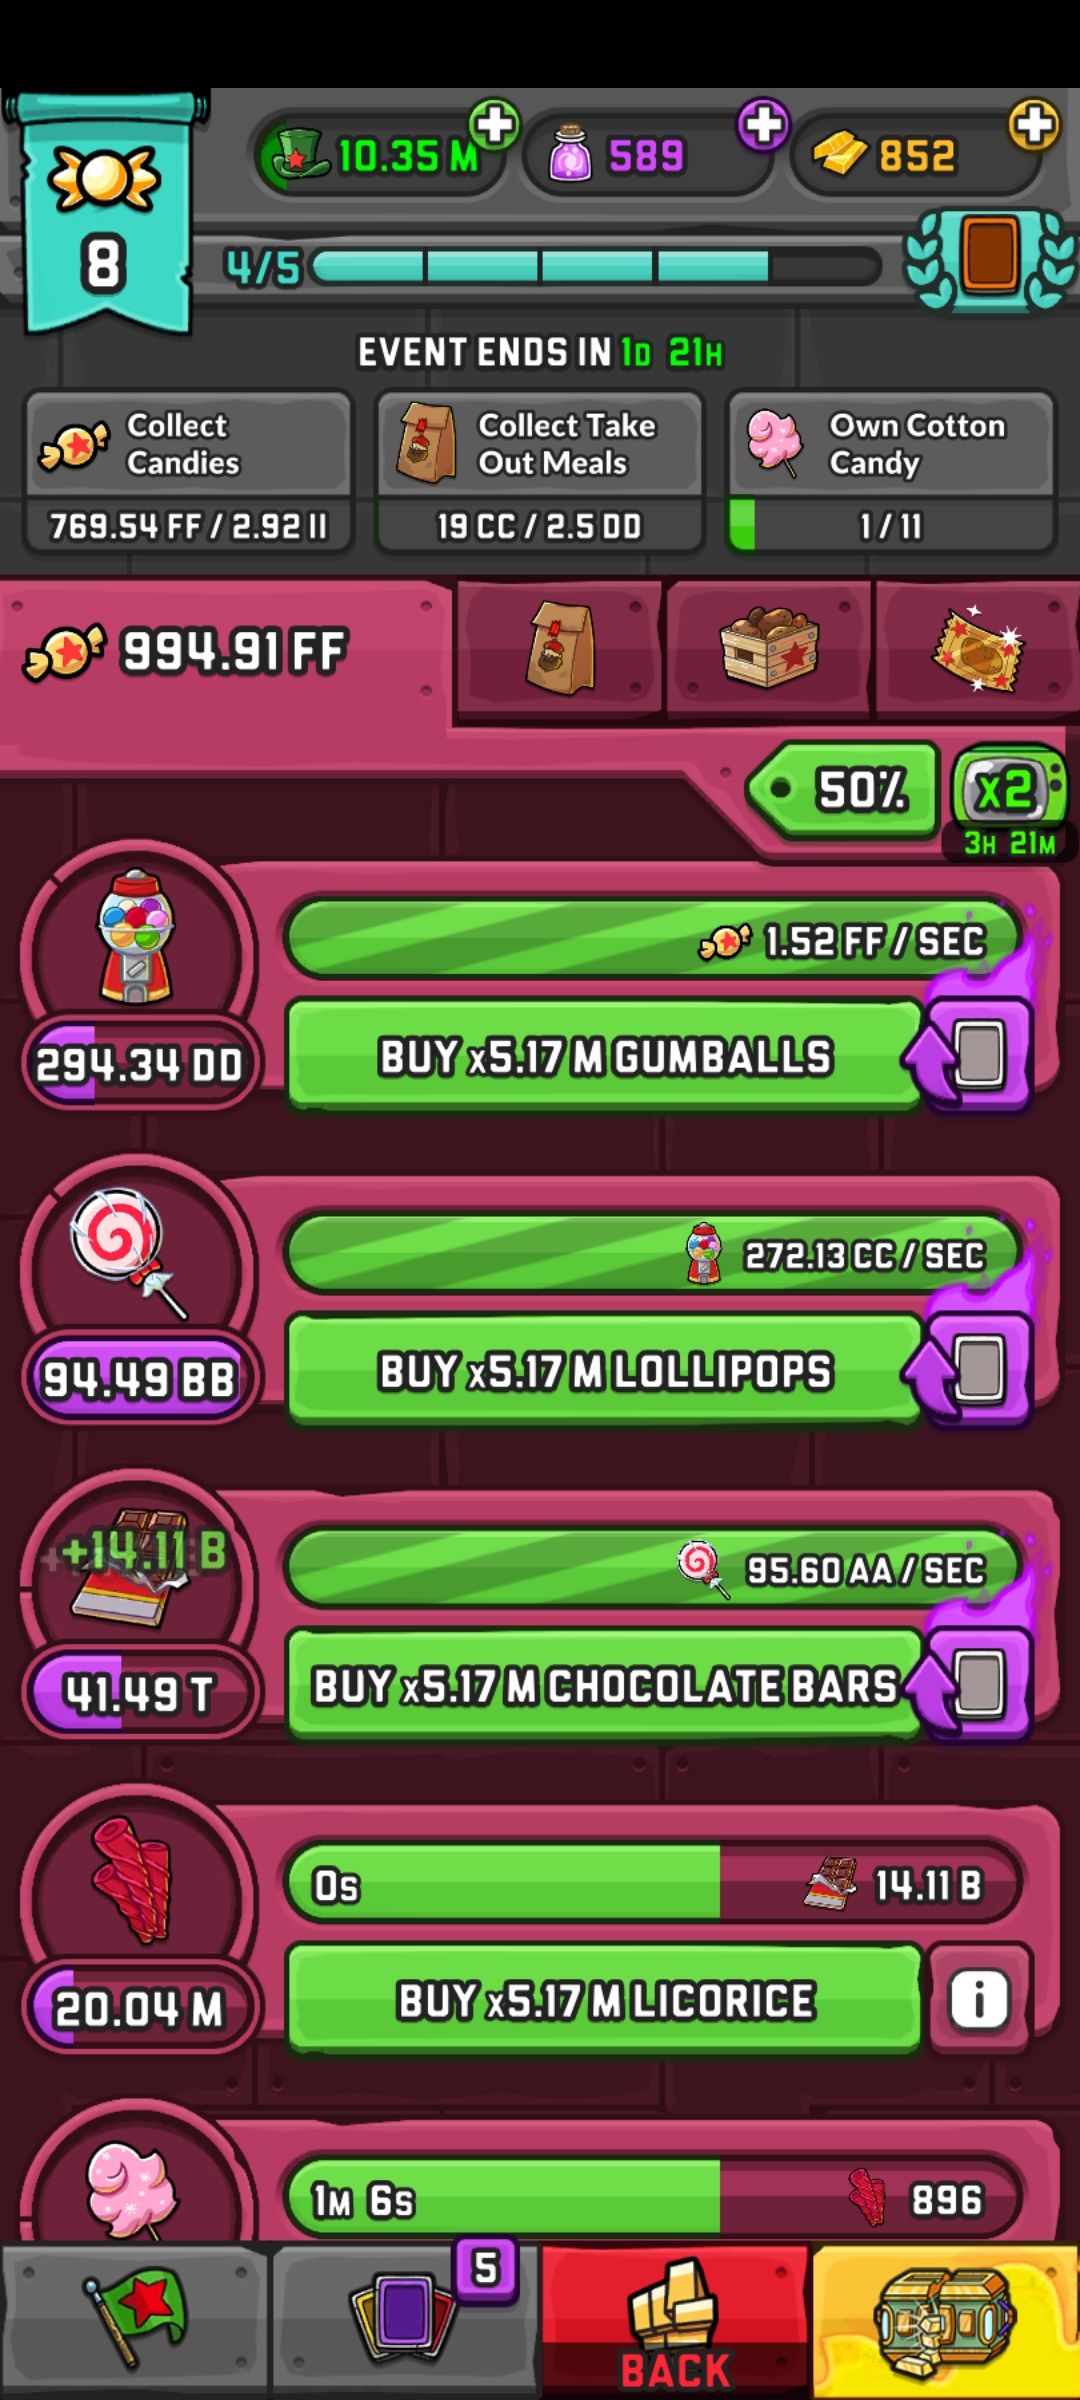 10.35 M
589
852
8
4/5
EVENT ENDS IN 1D 21H
Collect
Candies
769.54 FF / 2.92 II
Collect Take
Out Meals
19 CC / 2.5 DD
Own Cotton
Candy
1 / 11
994.91 FF
50%
x2
3H 21M
1.52 FF / SEC
294.34 DD
BUY x5.17 M GUMBALLS
272.13 CC / SEC
94.49 BB
BUY x5.17 M LOLLIPOPS
+14.11 B
95.60 AA / SEC
41.49 T
BUY x5.17 M CHOCOLATE BARS
0s
14.11 B
20.04 M
BUY x5.17 M LICORICE
i
1M 6s
896
5
BACK